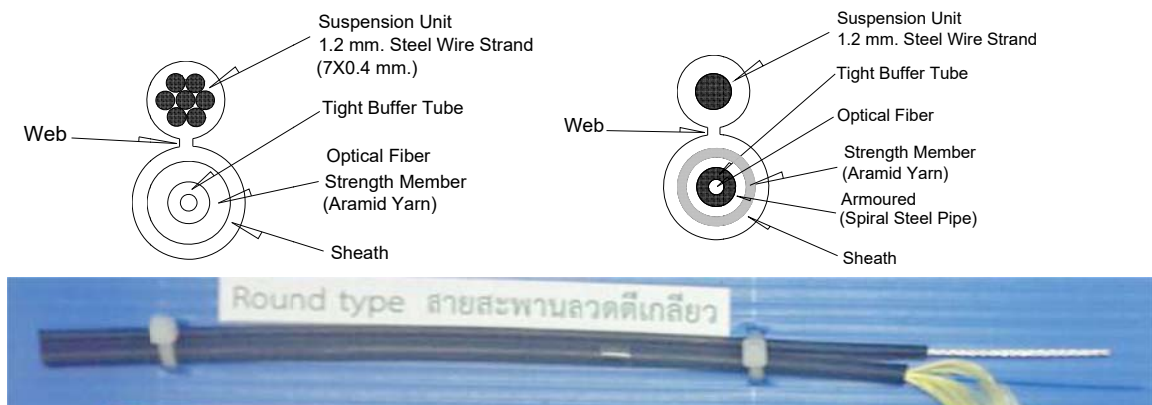 Suspension Unit
1.2 mm. Steel Wire Strand
(7X0.4 mm.)
Tight Buffer Tube
Web
Optical Fiber
Strength Member
(Aramid Yarn)
Sheath
Suspension Unit
1.2 mm. Steel Wire Strand
Tight Buffer Tube
Optical Fiber
Web
Strength Member
(Aramid Yarn)
Armoured
(Spiral Steel Pipe)
Sheath
Round type สายสะพานลวดตีเกลียว